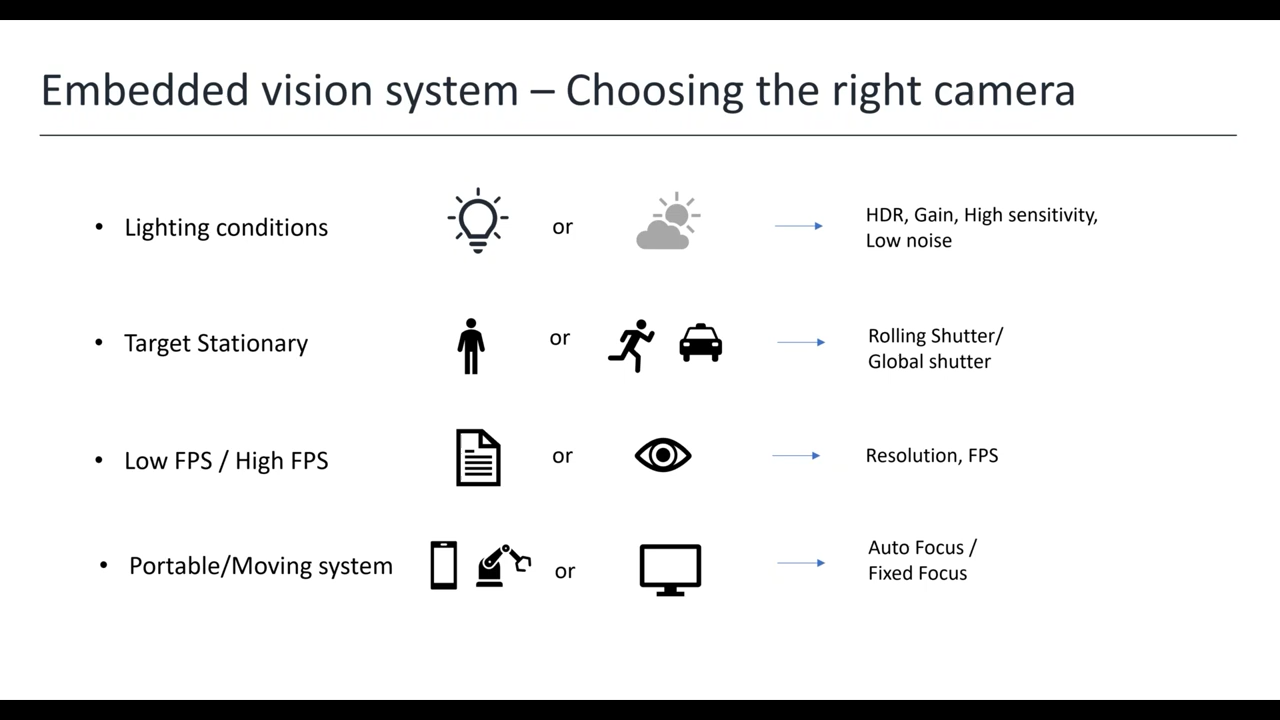 Embedded vision system – Choosing the right camera
• Lighting conditions
or
HDR, Gain, High sensitivity,
Low noise
• Target Stationary
or
Rolling Shutter/
Global shutter
• Low FPS / High FPS
or
Resolution, FPS
• Portable/Moving system
or
Auto Focus /
Fixed Focus